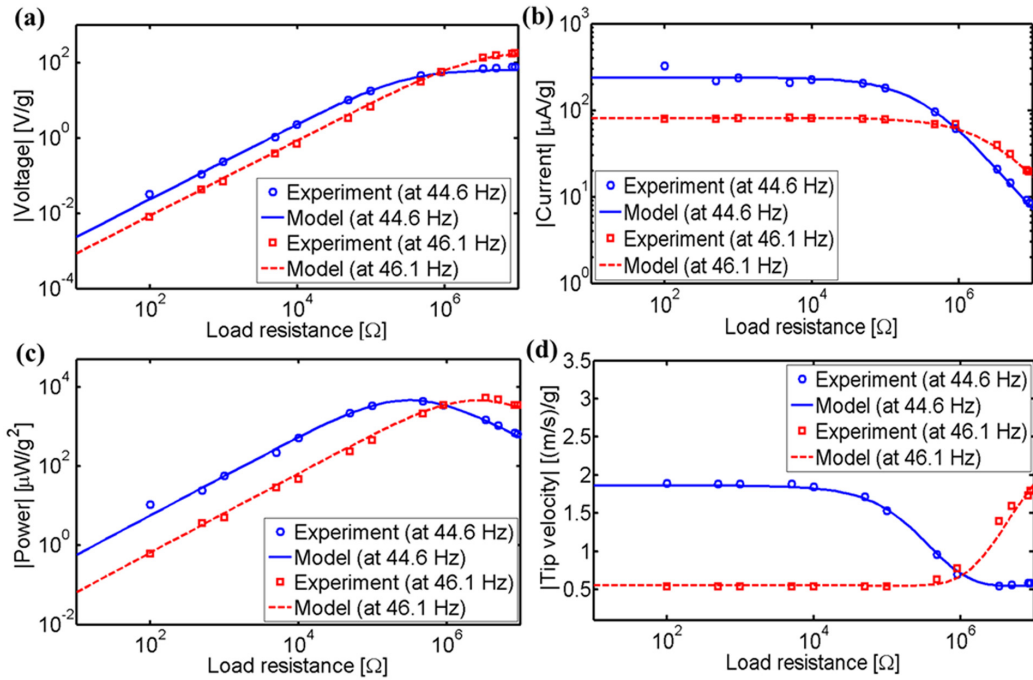 (a)
|Voltage| [V/g]
10^2
10^0
10^-2
10^-4
Experiment (at 44.6 Hz)
Model (at 44.6 Hz)
Experiment (at 46.1 Hz)
Model (at 46.1 Hz)
10^2 10^4 10^6
Load resistance [Ω]
(b)
|Current| [μA/g]
10^3
10^2
10^1
10^0
Experiment (at 44.6 Hz)
Model (at 44.6 Hz)
Experiment (at 46.1 Hz)
Model (at 46.1 Hz)
10^2 10^4 10^6
Load resistance [Ω]
(c)
|Power| [μW/g^2]
10^4
10^2
10^0
10^-2
Experiment (at 44.6 Hz)
Model (at 44.6 Hz)
Experiment (at 46.1 Hz)
Model (at 46.1 Hz)
10^2 10^4 10^6
Load resistance [Ω]
(d)
|Tip velocity| [(m/s)/g]
3.5
3
2.5
2
1.5
1
0.5
Experiment (at 44.6 Hz)
Model (at 44.6 Hz)
Experiment (at 46.1 Hz)
Model (at 46.1 Hz)
10^2 10^4 10^6
Load resistance [Ω]